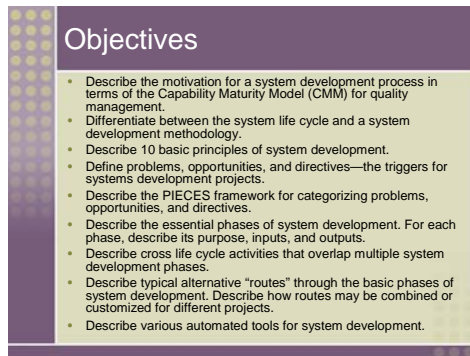 Objectives
• Describe the motivation for a system development process in
terms of the Capability Maturity Model (CMM) for quality
management.
• Differentiate between the system life cycle and a system
development methodology.
• Describe 10 basic principles of system development.
• Define problems, opportunities, and directives—the triggers for
systems development projects.
• Describe the PIECES framework for categorizing problems,
opportunities, and directives.
• Describe the essential phases of system development. For each
phase, describe its purpose, inputs, and outputs.
• Describe cross life cycle activities that overlap multiple system
development phases.
• Describe typical alternative “routes” through the basic phases of
system development. Describe how routes may be combined or
customized for different projects.
• Describe various automated tools for system development.